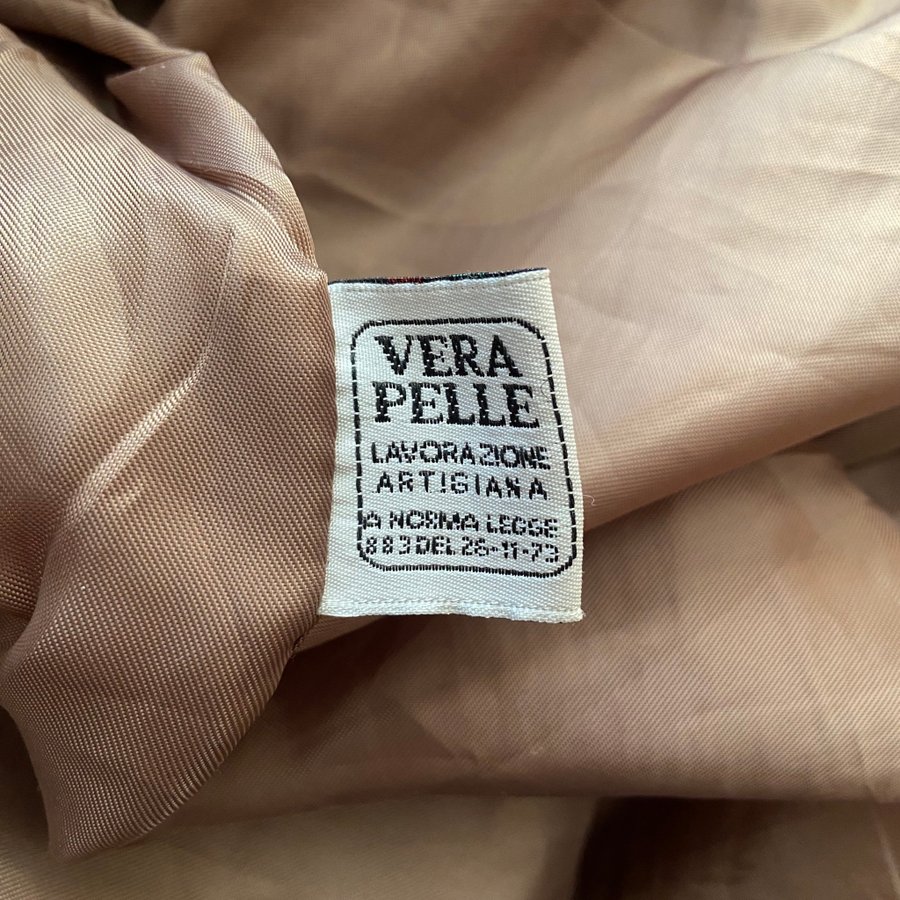 VERA
PELLE
LAVORAZIONE
ARTIGIANA
A NORMA LEGGE
883 DEL 26-11-73